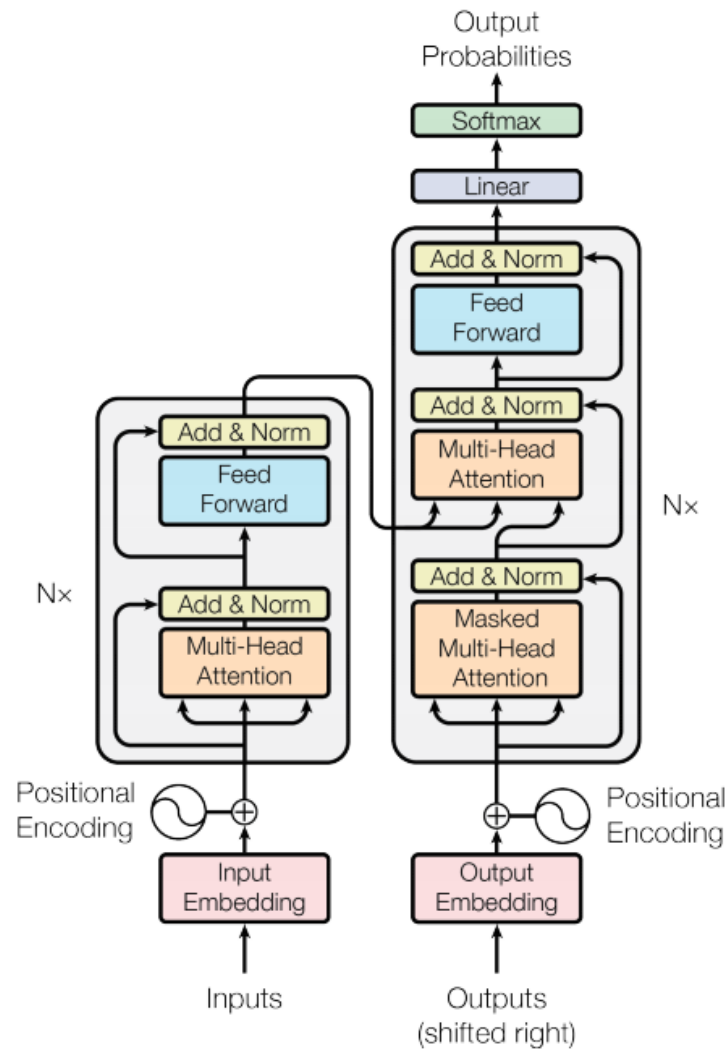 Output
Probabilities
Softmax
Linear
Add & Norm
Feed
Forward
Add & Norm
Multi-Head
Attention
Add & Norm
Masked
Multi-Head
Attention
N×
Add & Norm
Feed
Forward
Add & Norm
Multi-Head
Attention
N×
Positional
Encoding
Positional
Encoding
Input
Embedding
Output
Embedding
Inputs
Outputs
(shifted right)